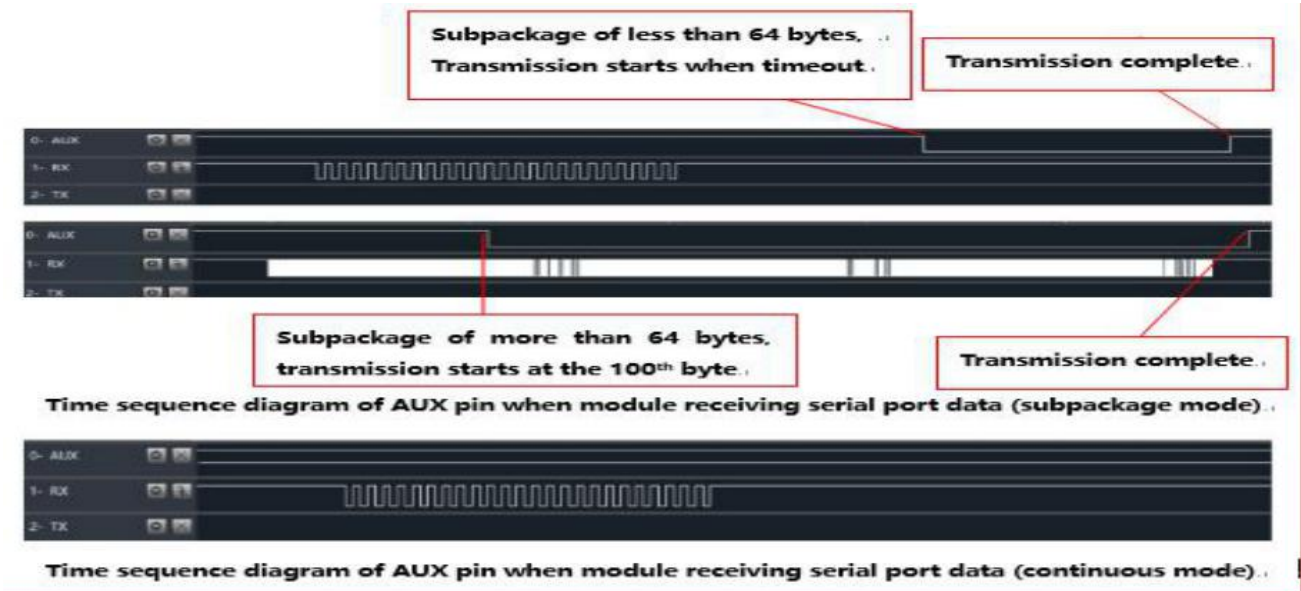 Subpackage of less than 64 bytes,
Transmission starts when timeout.
Transmission complete.
0- AUX
1- RX
2- TX
0- AUX
1- RX
2- TX
Subpackage of more than 64 bytes,
transmission starts at the 100th byte.
Transmission complete.
Time sequence diagram of AUX pin when module receiving serial port data (subpackage mode).
0- AUX
1- RX
2- TX
Time sequence diagram of AUX pin when module receiving serial port data (continuous mode).